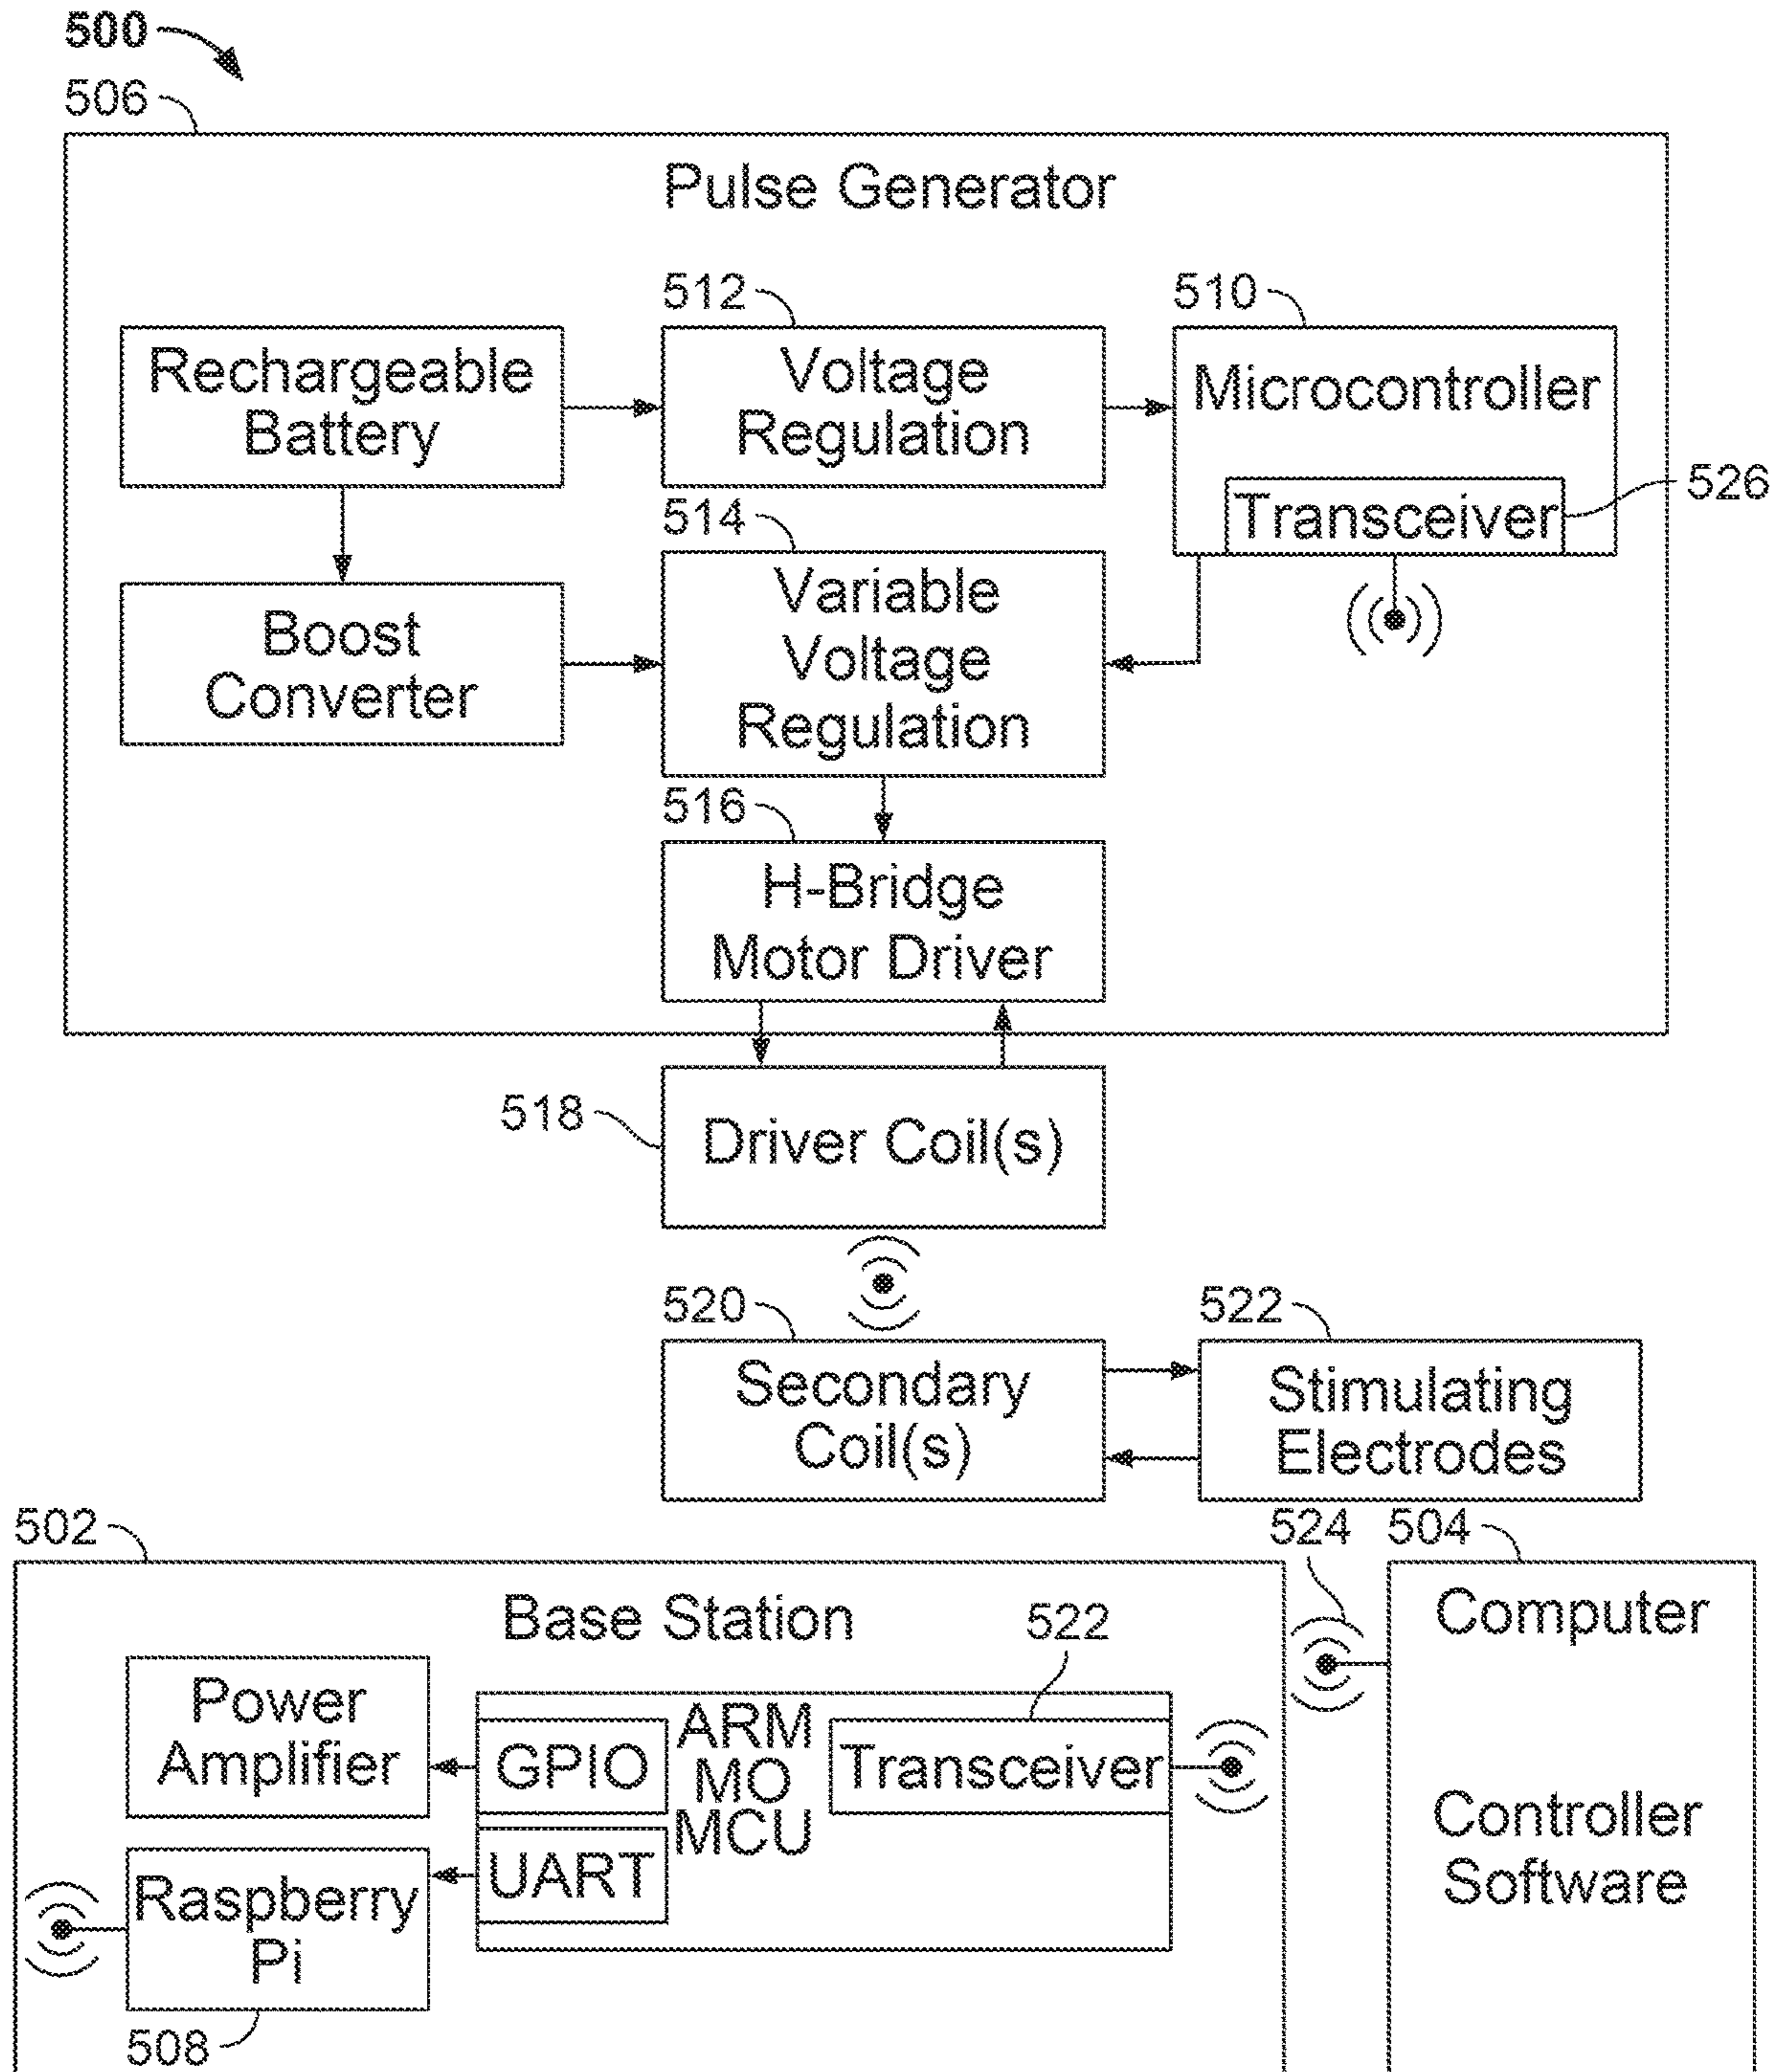 500
506
Pulse Generator
512
510
Rechargeable
Battery
Voltage
Regulation
Microcontroller
Transceiver
526
514
Boost
Converter
Variable
Voltage
Regulation
516
H-Bridge
Motor Driver
518
Driver Coil(s)
520
522
Secondary
Coil(s)
Stimulating
Electrodes
502
524
504
Base Station
522
Computer
Power
Amplifier
GPIO
ARM
MO
MCU
Transceiver
UART
Controller
Software
Raspberry
Pi
508